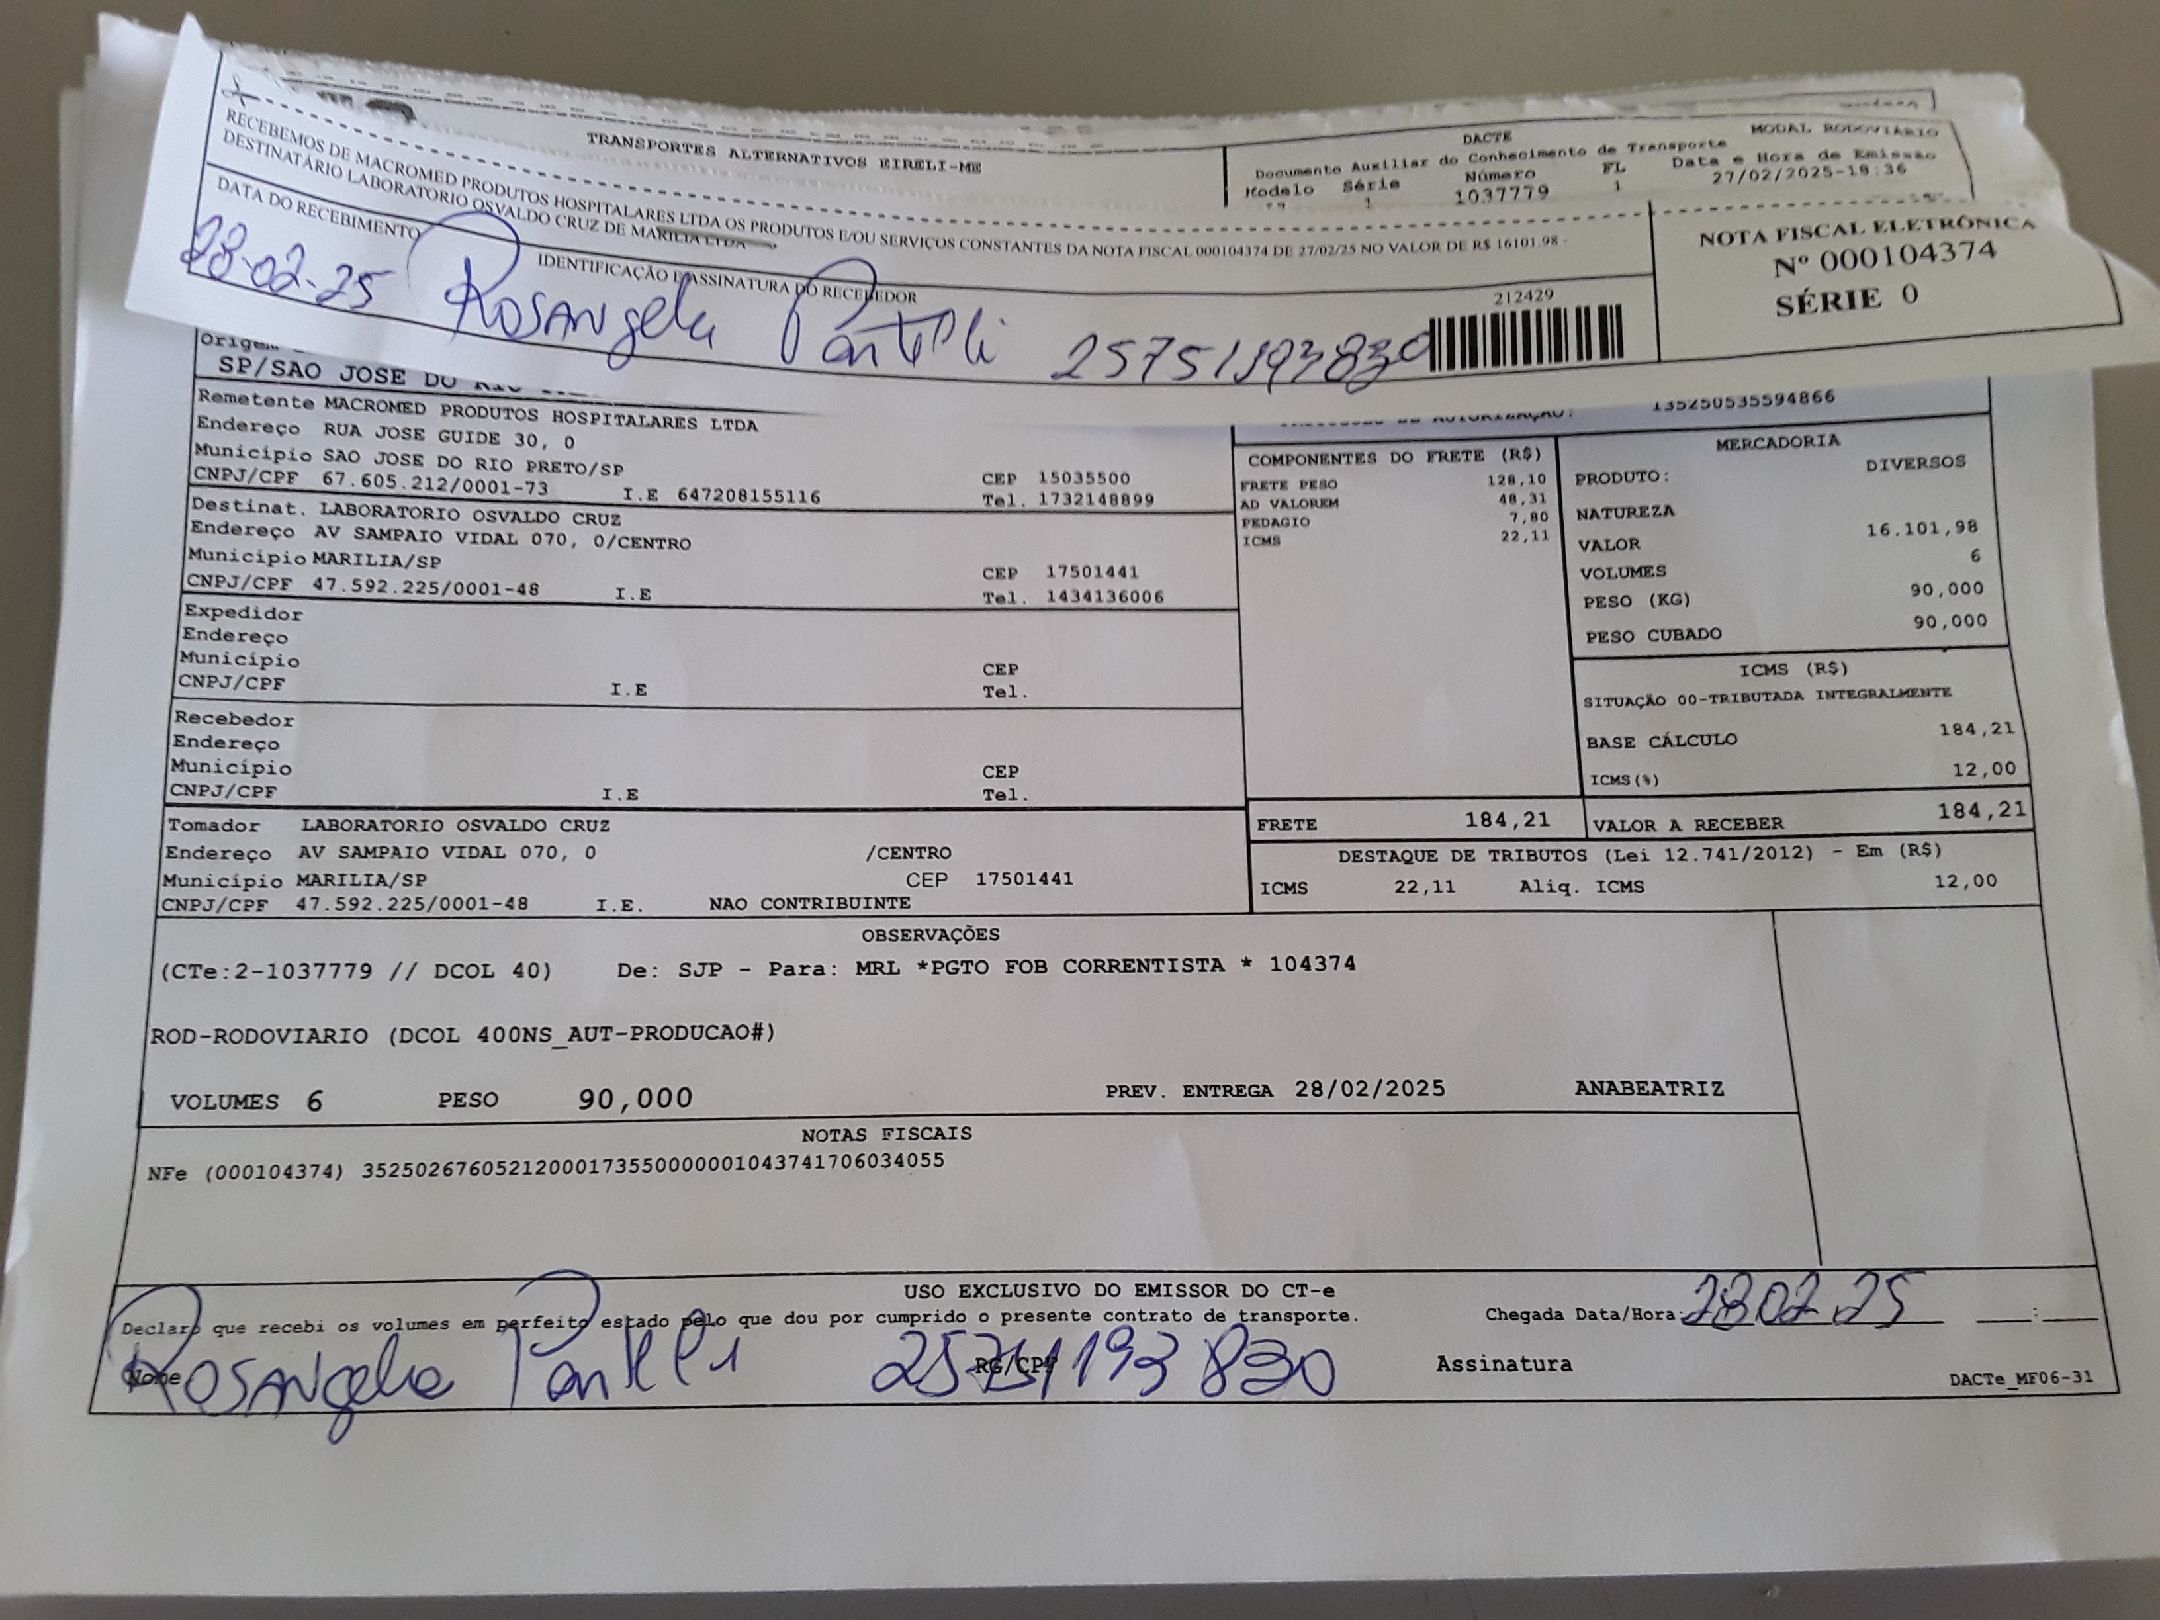 TRANSPORTES ALTERNATIVOS EIRELI-ME
DACTE
MODAL RODOVIÁRIO
Documento Auxiliar do Conhecimento de Transporte
Modelo Série Número FL Data e Hora de Emissão
1 1037779 1 27/02/2025-18:36
RECEBEMOS DE MACROMED PRODUTOS HOSPITALARES LTDA OS PRODUTOS E/OU SERVIÇOS CONSTANTES DA NOTA FISCAL 000104374 DE 27/02/25 NO VALOR DE R$ 16101.98
DESTINATÁRIO LABORATORIO OSVALDO CRUZ DE MARILIA LTDA
DATA DO RECEBIMENTO
IDENTIFICAÇÃO E ASSINATURA DO RECEBEDOR
28-02-25 Rosangela Pantelli 25751193830
212429
NOTA FISCAL ELETRÔNICA
Nº 000104374
SÉRIE 0
Origem
SP/SAO JOSE DO RIO
135250535594866
Remetente MACROMED PRODUTOS HOSPITALARES LTDA
Endereço RUA JOSE GUIDE 30, 0
Município SAO JOSE DO RIO PRETO/SP CEP 15035500
CNPJ/CPF 67.605.212/0001-73 I.E 647208155116 Tel. 1732148899
Destinat. LABORATORIO OSVALDO CRUZ
Endereço AV SAMPAIO VIDAL 070, 0/CENTRO
Município MARILIA/SP CEP 17501441
CNPJ/CPF 47.592.225/0001-48 I.E Tel. 1434136006
Expedidor
Endereço
Município CEP
CNPJ/CPF I.E Tel.
Recebedor
Endereço
Município CEP
CNPJ/CPF I.E Tel.
Tomador LABORATORIO OSVALDO CRUZ
Endereço AV SAMPAIO VIDAL 070, 0 /CENTRO
Município MARILIA/SP CEP 17501441
CNPJ/CPF 47.592.225/0001-48 I.E. NAO CONTRIBUINTE
COMPONENTES DO FRETE (R$)
FRETE PESO 128,10
AD VALOREM 48,31
PEDAGIO 7,80
ICMS 22,11
MERCADORIA
PRODUTO: DIVERSOS
NATUREZA
VALOR 16.101,98
VOLUMES 6
PESO (KG) 90,000
PESO CUBADO 90,000
ICMS (R$)
SITUAÇÃO 00-TRIBUTADA INTEGRALMENTE
BASE CÁLCULO 184,21
ICMS(%) 12,00
FRETE 184,21 VALOR A RECEBER 184,21
DESTAQUE DE TRIBUTOS (Lei 12.741/2012) - Em (R$)
ICMS 22,11 Aliq. ICMS 12,00
OBSERVAÇÕES
(CTe:2-1037779 // DCOL 40) De: SJP - Para: MRL *PGTO FOB CORRENTISTA * 104374
ROD-RODOVIARIO (DCOL 400NS_AUT-PRODUCAO#)
VOLUMES 6 PESO 90,000 PREV. ENTREGA 28/02/2025 ANABEATRIZ
NOTAS FISCAIS
NFe (000104374) 35250267605212000173550000001043741706034055
USO EXCLUSIVO DO EMISSOR DO CT-e
Declaro que recebi os volumes em perfeito estado pelo que dou por cumprido o presente contrato de transporte. Chegada Data/Hora: 28 02 25 :
Nome Rosangela Pantelli RG/CPF 25751193830 Assinatura
DACTe_MF06-31